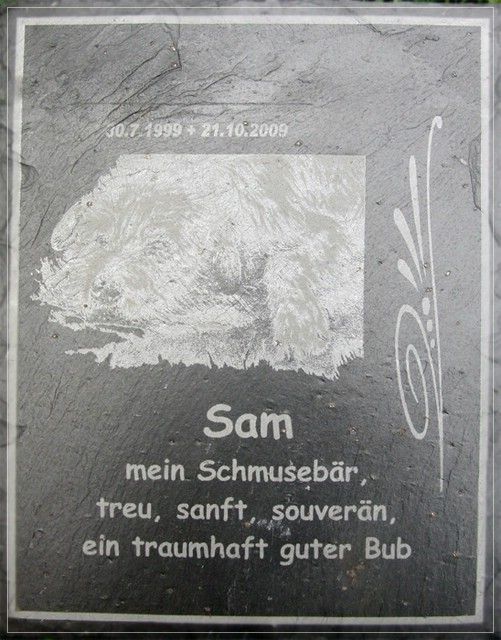 30.7.1999 + 21.10.2009
Sam
mein Schmusebär,
treu, sanft, souverän,
ein traumhaft guter Bub